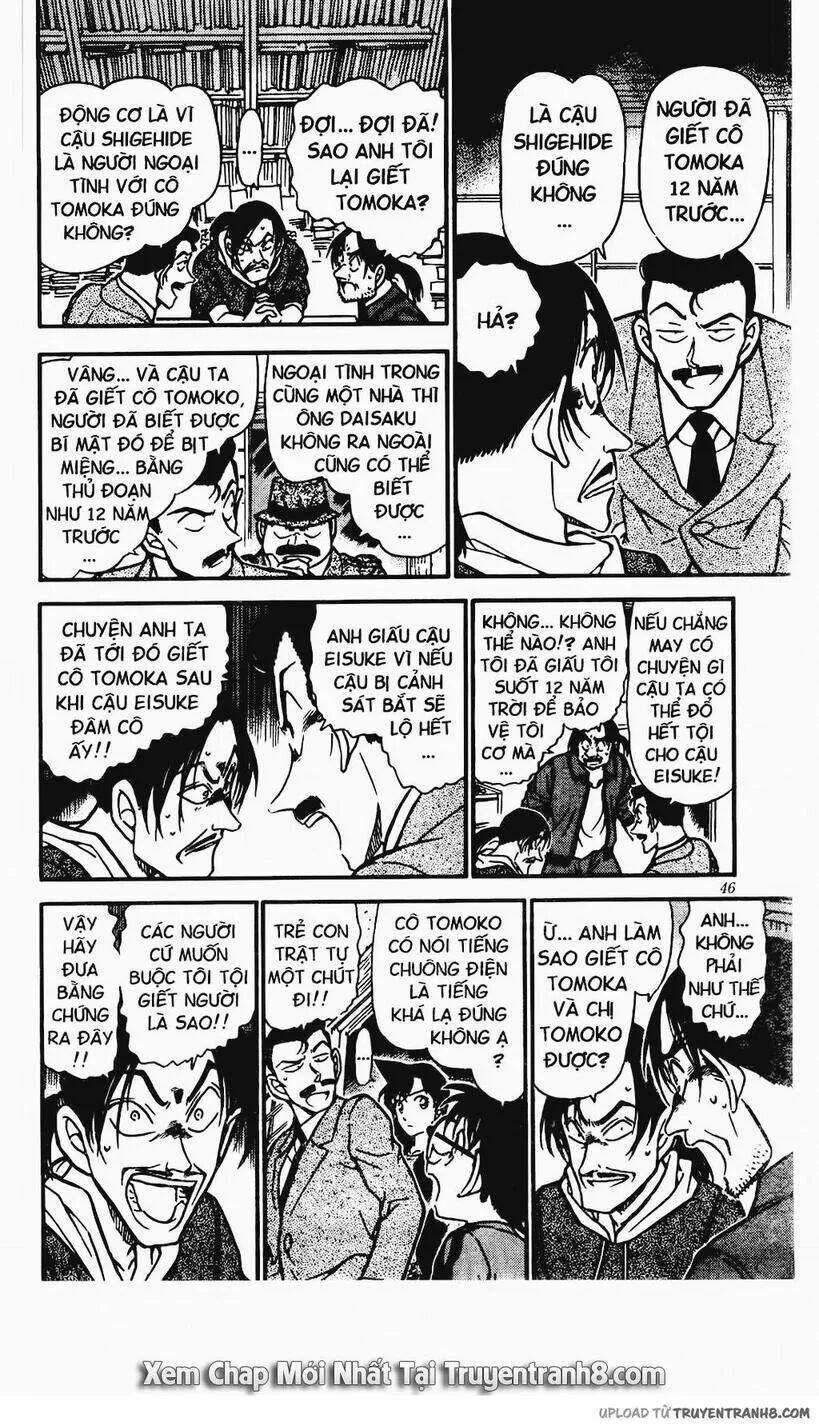 NGƯỜI ĐÃ
GIẾT CÔ
TOMOKA
12 NĂM
TRƯỚC...
LÀ CẬU
SHIGEHIDE
ĐÚNG
KHÔNG
...
HẢ?
ĐỢI... ĐỢI ĐÃ!
SAO ANH TÔI
LẠI GIẾT
TOMOKA?
...
ĐỘNG CƠ LÀ VÌ
CẬU SHIGEHIDE
LÀ NGƯỜI NGOẠI
TÌNH VỚI CÔ
TOMOKA ĐÚNG
KHÔNG?
NGOẠI TÌNH TRONG
CÙNG MỘT NHÀ THÌ
ÔNG DAISAKU
KHÔNG RA NGOÀI
CŨNG CÓ THỂ
BIẾT
ĐƯỢC
...
VÂNG... VÀ CẬU TA
ĐÃ GIẾT CÔ TOMOKO,
NGƯỜI ĐÃ BIẾT ĐƯỢC
BÍ MẬT ĐÓ ĐỂ BỊT
MIỆNG... BẰNG
THỦ ĐOẠN
NHƯ 12 NĂM
TRƯỚC
...
NẾU CHẲNG
MAY CÓ
CHUYỆN GÌ
CẬU TA CÓ
THỂ ĐỔ
HẾT TỘI
CHO CẬU
EISUKE!
KHÔNG... KHÔNG
THỂ NÀO!? ANH
TÔI ĐÃ GIẤU TÔI
SUỐT 12 NĂM
TRỜI ĐỂ BẢO
VỆ TÔI
CƠ MÀ
...
ANH GIẤU CẬU
EISUKE VÌ NẾU
CẬU BỊ CẢNH
SÁT BẮT SẼ
LỘ HẾT
...
CHUYỆN ANH TA
ĐÃ TỚI ĐÓ GIẾT
CÔ TOMOKA SAU
KHI CẬU EISUKE
ĐÂM CÔ
ẤY!!
46
ANH...
KHÔNG
PHẢI
NHƯ THẾ
CHỨ...
Ừ... ANH LÀM
SAO GIẾT CÔ
TOMOKA
VÀ CHỊ
TOMOKO
ĐƯỢC?
CÔ TOMOKO
CÓ NÓI TIẾNG
CHUÔNG ĐIỆN
LÀ TIẾNG
KHÁ LẠ ĐÚNG
KHÔNG Ạ
?
...
TRẺ CON
TRẬT TỰ
MỘT CHÚT
ĐI!!
CÁC NGƯỜI
CỨ MUỐN
BUỘC TÔI TỘI
GIẾT NGƯỜI
LÀ SAO!!
VẬY
HÃY
ĐƯA
BẰNG
CHỨNG
RA ĐÂY
!!
Xem Chap Mới Nhất Tại Truyentranh8.com
UPLOAD TỪ TRUYENTRANH8.COM